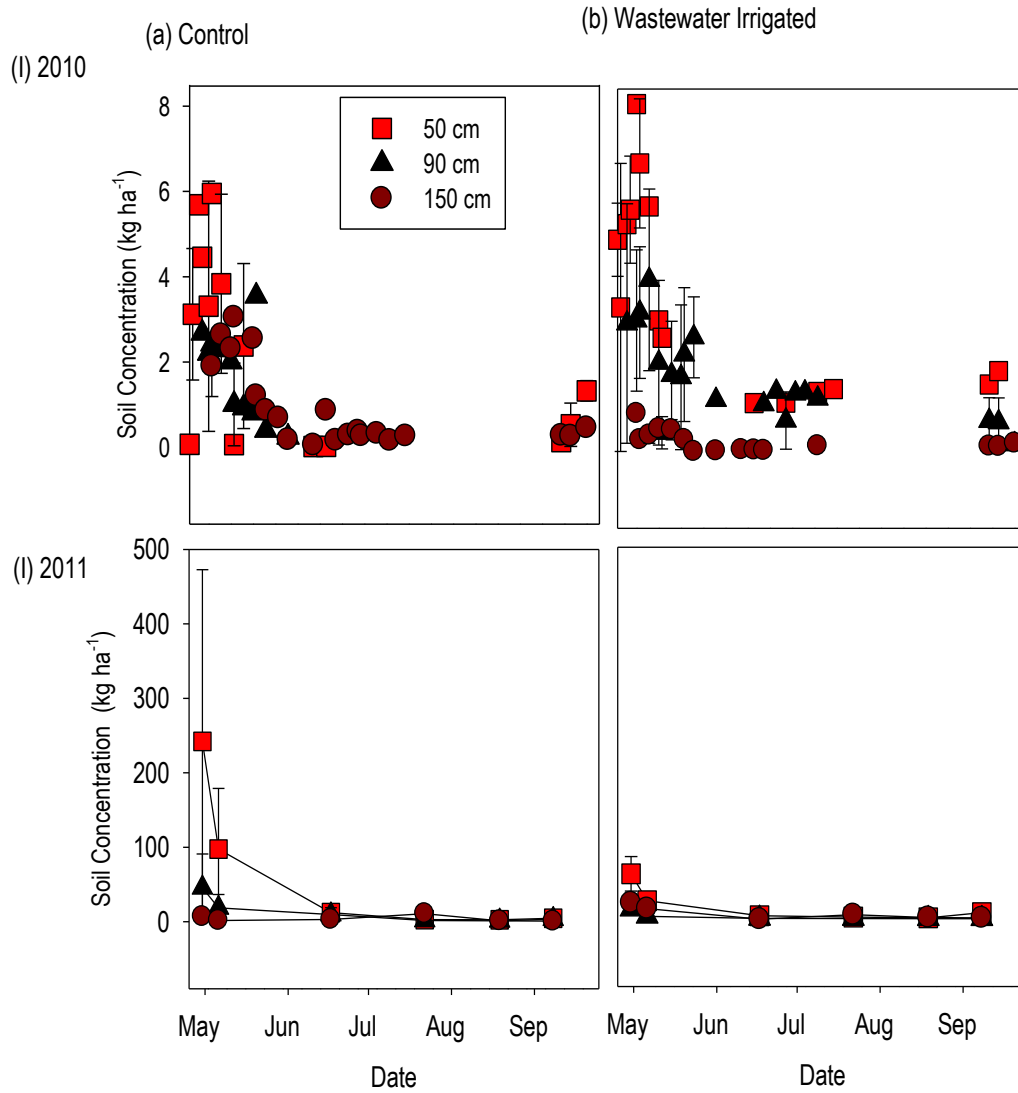 (a) Control
(b) Wastewater Irrigated
(I) 2010
50 cm
90 cm
150 cm
8
6
4
2
0
Soil Concentration (kg ha⁻¹)
(I) 2011
500
400
300
200
100
0
Soil Concentration (kg ha⁻¹)
May Jun Jul Aug Sep
May Jun Jul Aug Sep
Date
Date